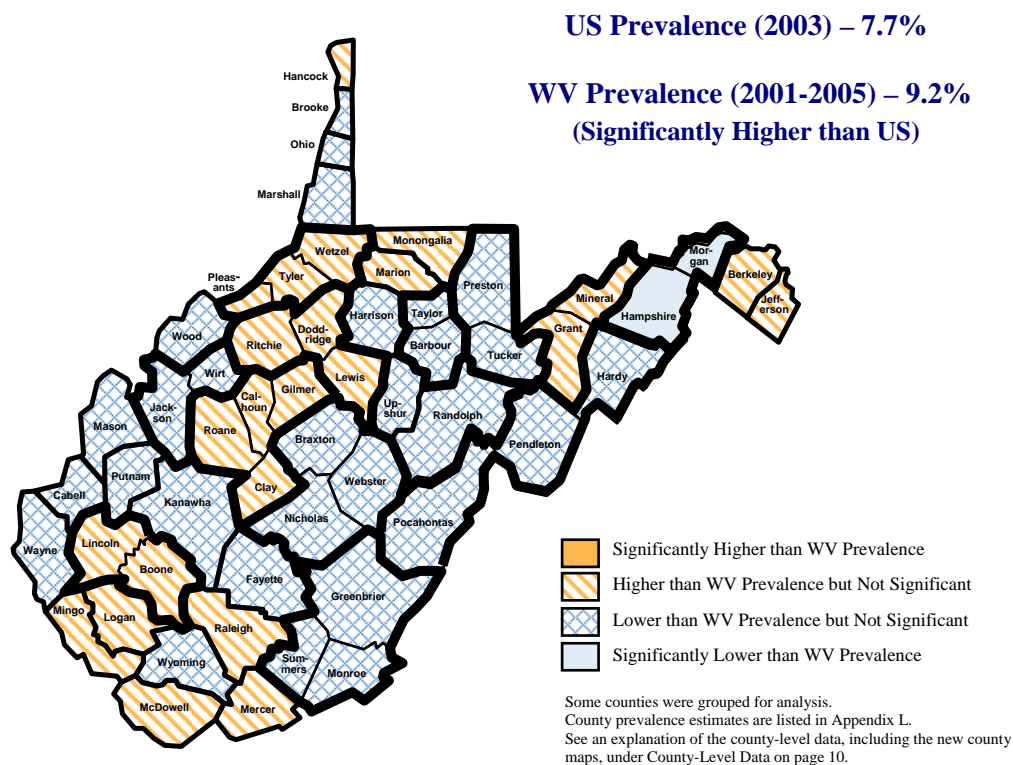 US Prevalence (2003) – 7.7%
WV Prevalence (2001-2005) – 9.2%
(Significantly Higher than US)
Hancock
Brooke
Ohio
Marshall
Wetzel
Monongalia
Marion
Tyler
Pleas-
ants
Preston
Mor-
gan
Berkeley
Jeff-
erson
Mineral
Hampshire
Grant
Hardy
Harrison
Taylor
Barbour
Tucker
Dodd-
ridge
Ritchie
Wood
Wirt
Lewis
Gilmer
Cal-
houn
Jack-
son
Mason
Roane
Up-
shur
Randolph
Pendleton
Braxton
Webster
Clay
Putnam
Cabell
Kanawha
Nicholas
Pocahontas
Wayne
Lincoln
Boone
Fayette
Greenbrier
Mingo
Logan
Raleigh
Wyoming
Sum-
mers
Monroe
McDowell
Mercer
Significantly Higher than WV Prevalence
Higher than WV Prevalence but Not Significant
Lower than WV Prevalence but Not Significant
Significantly Lower than WV Prevalence
Some counties were grouped for analysis.
County prevalence estimates are listed in Appendix L.
See an explanation of the county-level data, including the new county
maps, under County-Level Data on page 10.